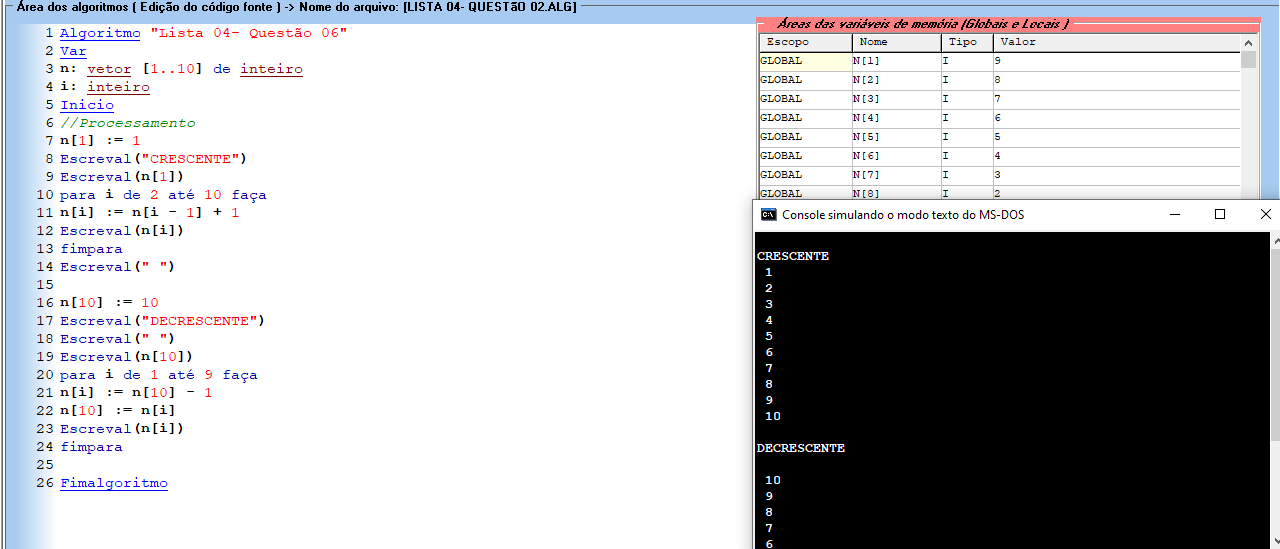 Área dos algoritmos ( Edição do código fonte ) -> Nome do arquivo: [LISTA 04- QUESTãO 02.ALG]
1 Algoritmo "Lista 04- Questão 06"
2 Var
3 n: vetor [1..10] de inteiro
4 i: inteiro
5 Inicio
6 //Processamento
7 n[1] := 1
8 Escreval("CRESCENTE")
9 Escreval(n[1])
10 para i de 2 até 10 faça
11 n[i] := n[i - 1] + 1
12 Escreval(n[i])
13 fimpara
14 Escreval(" ")
15
16 n[10] := 10
17 Escreval("DECRESCENTE")
18 Escreval(" ")
19 Escreval(n[10])
20 para i de 1 até 9 faça
21 n[i] := n[10] - 1
22 n[10] := n[i]
23 Escreval(n[i])
24 fimpara
25
26 Fimalgoritmo
Áreas das variáveis de memória (Globais e Locais )
Escopo Nome Tipo Valor
GLOBAL N[1] I 9
GLOBAL N[2] I 8
GLOBAL N[3] I 7
GLOBAL N[4] I 6
GLOBAL N[5] I 5
GLOBAL N[6] I 4
GLOBAL N[7] I 3
GLOBAL N[8] I 2
C:\ Console simulando o modo texto do MS-DOS
CRESCENTE
1
2
3
4
5
6
7
8
9
10
DECRESCENTE
10
9
8
7
6